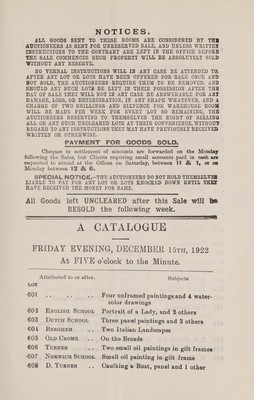 NOTICES.
ALL GOODS SENT TO THESE ROOMS ARE CONSIDERED BY THE
AUCTIONEERS AS SENT FOR UNRESERVED SALE, AND UNLESS WRITTEN
INSTRUCTIONS TO THE CONTRARY ARE LEFT IN THE OFFICE BEFORE
THE SALE COMMENCES SUCH PROPERTY WILL BE ABSOLUTELY SOLD
WITHOUT ANY RESERVE.
NO VERBAL INSTRUCTIONS WILL IN ANY CASE BE ATTENDED TO.
AFTER ANY LOT OR LOTS HAVE BEEN OFFERED FOR SALE ONCE AND
NOT SOLD, THE AUCTIONEERS REQUIRE THEM TO BE REMOVED, AND
SHOULD ANY SUCH LOTS BE LEFT IN THEIR POSSESSION AFTER THE
DAY OF SALE THEY WILL NOT IN ANY CASE BE ANSWERABLE FOR ANY
DAMAGE, LOSS, OR DETERIORATION, IN ANY SHAPE WHATEVER, AND A
CHARGE OF TWO SHILLINGS AND SIXPENCE FOR WAREHOUSE ROOM
WILL BE MADE PER WEEK FOR EVERY LOT SO REMAINING, THE
AUCTIONEERS RESERVING TO THEMSELVES THE RIGHT OF SELLING
ALL OR ANY SUCH UNCLEARED LOTS AT THEIR CONVENIENCE, WITHOUT
REGARD TO ANY INSTRUCTIONS THEY MAY HAVE PREVIOUSLY RECEIVED
WRITTEN OR OTHERWISE.
PAYMENT FOR GOODS SOLD.
Cheques in settlement of accounts are forwarded on the Monday
following the Sales, but Clients requiring small accounts paid in cash are
requested to attend at the Offices on Saturday, between 11 & 1, or on
Monday between 12 & 6.
SPECIAL NOTICE.—THE AUCTIONEERS DO NOT HOLD THEMSELVES
LIABLE TO PAY FOR ANY LOT OR LOTS KNOCKED DOWN UNTIL THEY
HAVE RECEIVED THE MONEY FOR SAME.
All Goods left UNCLEARED after this Sale will be
RESOLD the following week.
A CATALOGUE
FRIDAY EVENING, DECEMBER 15TH, 1922
At FIVE o'clock to the Minute.
Attributed to or after. Subjects
LOT
601 .. .. .. .. Four unframed paintings and 4 water-
color drawings
602 ENGLISH SCHOOL Portrait of a Lady, and 2 others
603 DUTCH SCHOOL Three panel paintings and 2 others
604 BERGHEM .. Two Italian Landscapes
605 OLD CROME .. On the Broads
606 TURNER .. Two small oil paintings in gilt frames
607 NORWICH SCHOOL Small oil painting in gilt frame
608 D. TURNER .. Caulking a Boat, panel and 1 other